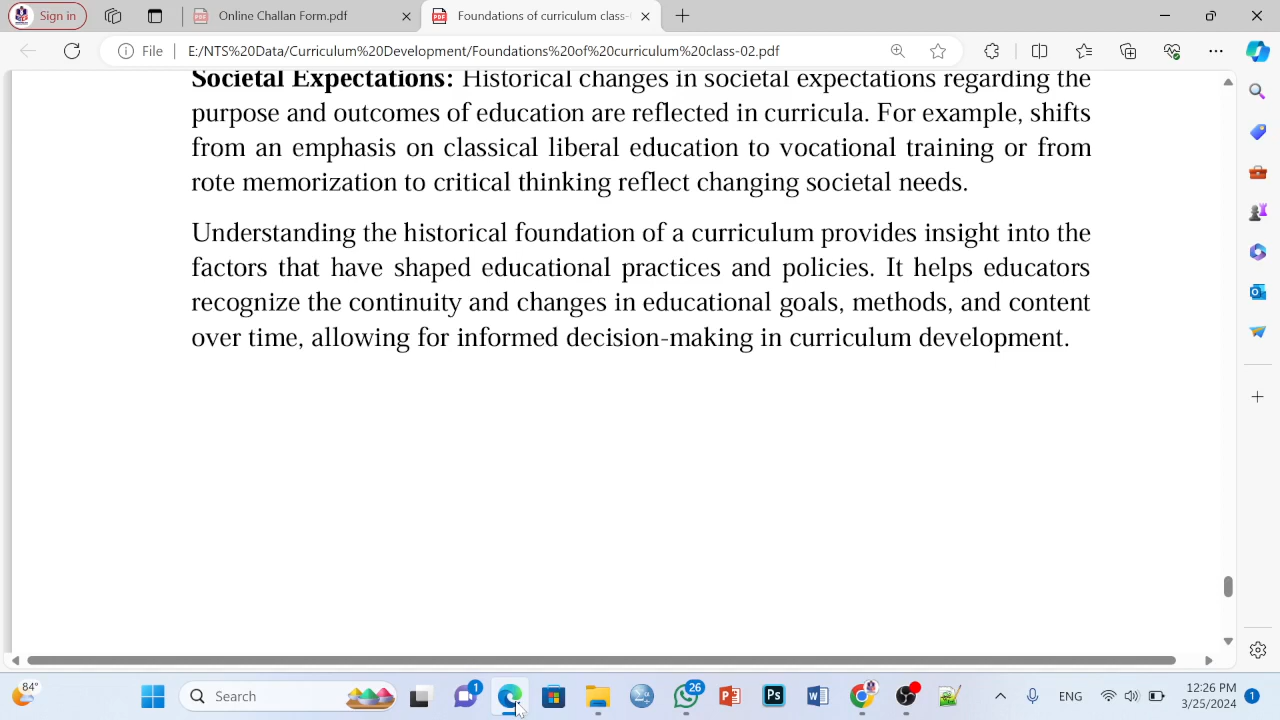 Sign in
Online Challan Form.pdf
Foundations of curriculum class-
File
E:/NTS%20Data/Curriculum%20Development/Foundations%20of%20curriculum%20class-02.pdf
Societal Expectations: Historical changes in societal expectations regarding the
purpose and outcomes of education are reflected in curricula. For example, shifts
from an emphasis on classical liberal education to vocational training or from
rote memorization to critical thinking reflect changing societal needs.
Understanding the historical foundation of a curriculum provides insight into the
factors that have shaped educational practices and policies. It helps educators
recognize the continuity and changes in educational goals, methods, and content
over time, allowing for informed decision-making in curriculum development.
84°
Search
1
26
ENG
12:26 PM
3/25/2024
1